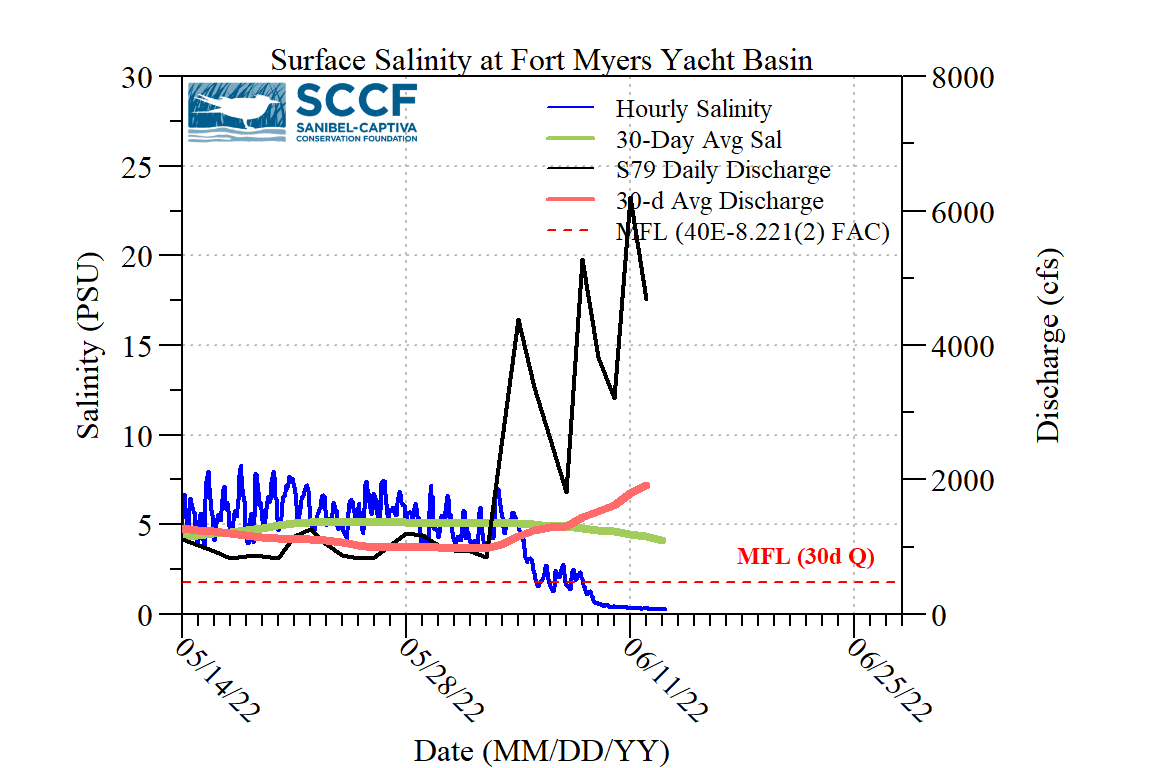 Surface Salinity at Fort Myers Yacht Basin
SCCF
SANIBEL-CAPTIVA
CONSERVATION FOUNDATION
Hourly Salinity
30-Day Avg Sal
S79 Daily Discharge
30-d Avg Discharge
MFL (40E-8.221(2) FAC)
30
25
20
15
10
5
0
Salinity (PSU)
8000
6000
4000
2000
0
Discharge (cfs)
MFL (30d Q)
05/14/22
05/28/22
06/11/22
06/25/22
Date (MM/DD/YY)